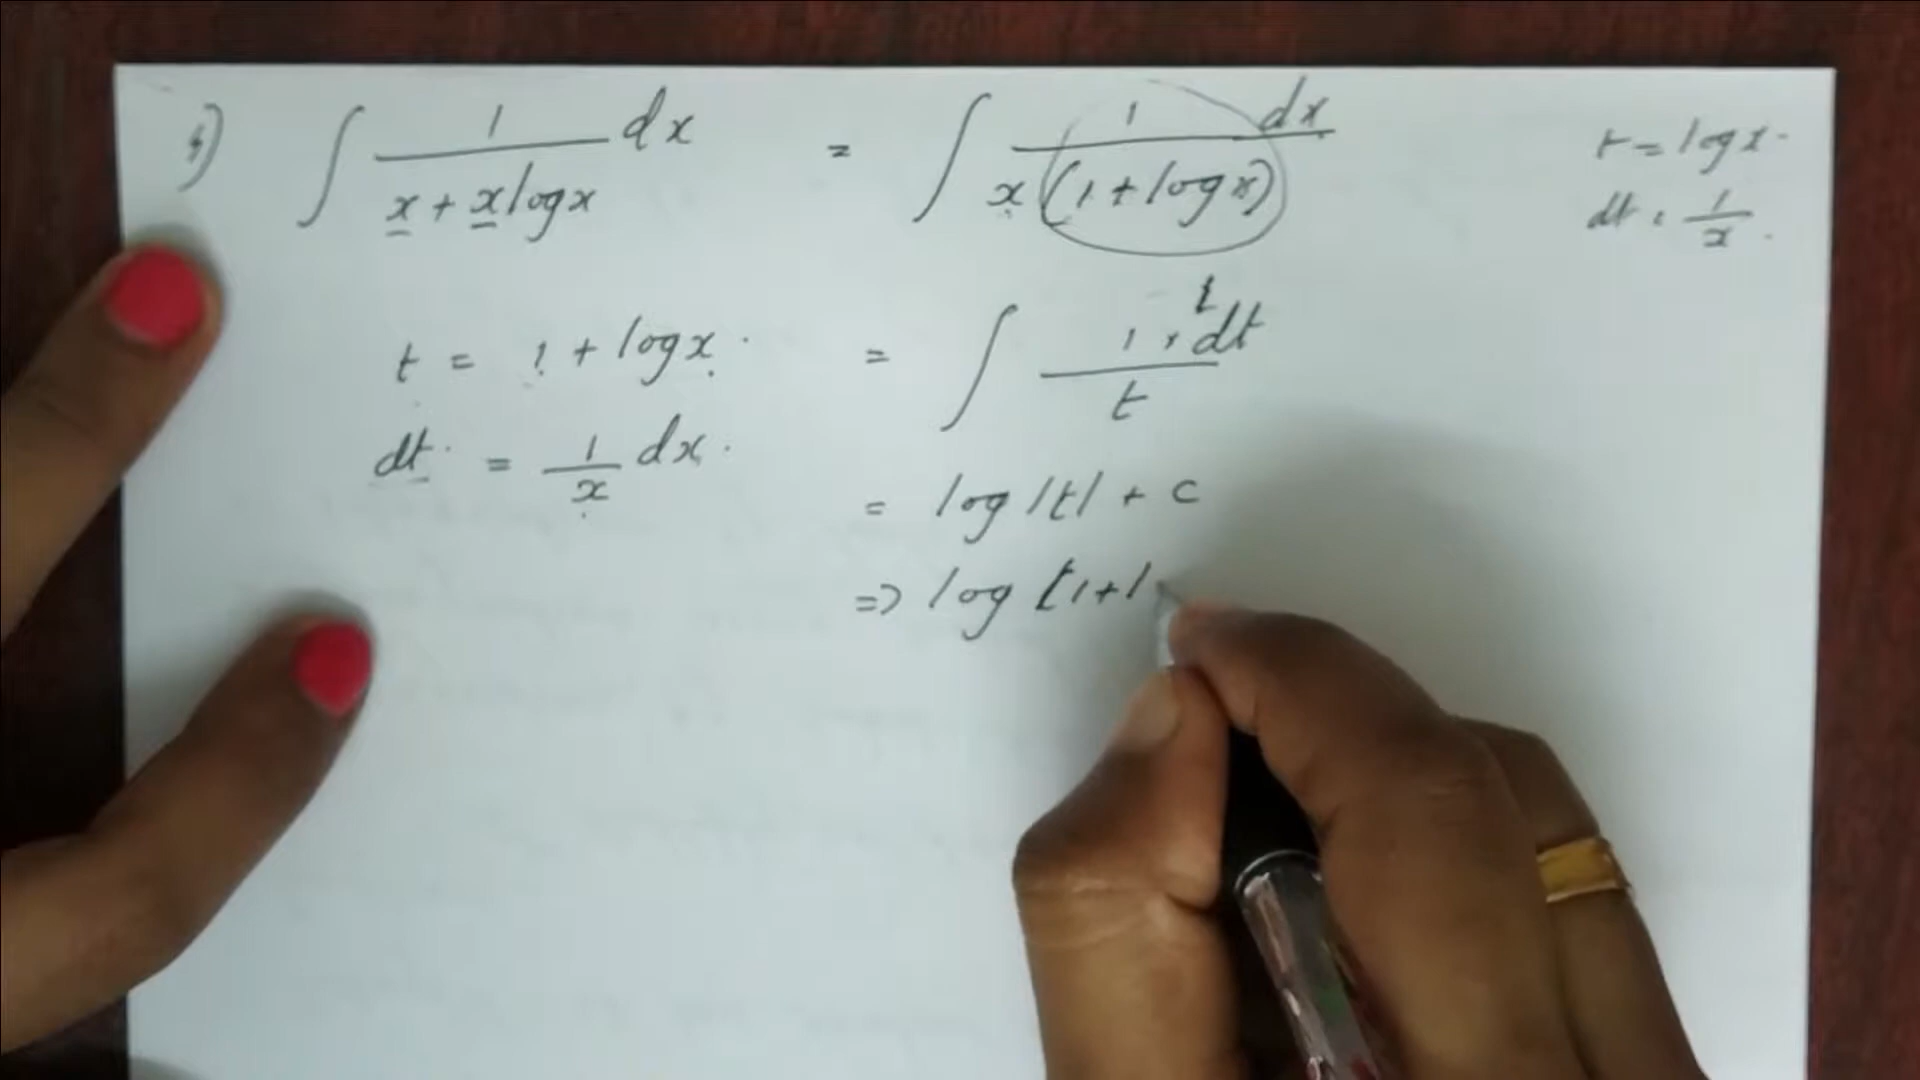 ∫ 1/(x + x log x) dx = ∫ 1 dx/(x (1 + log x))
t = log x.
dt = 1/x.
t = 1 + log x. = ∫ 1 . dt/t
dt = 1/x dx.
= log |t| + c
=> log [1 + l